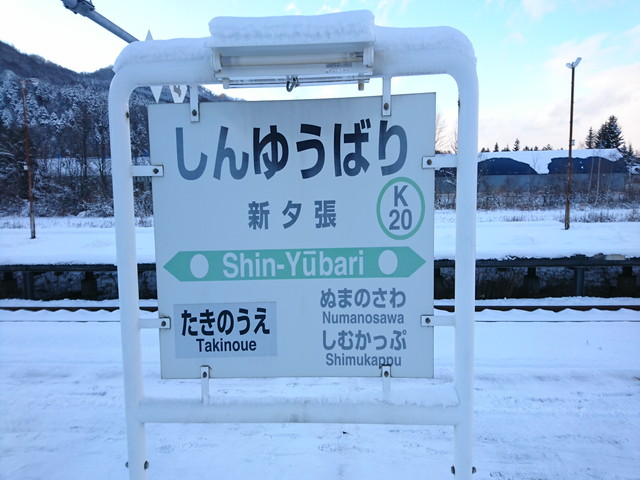 しんゆうばり
新夕張
K
20
Shin-Yūbari
たきのうえ
Takinoue
ぬまのさわ
Numanosawa
しむかっぷ
Shimukappu